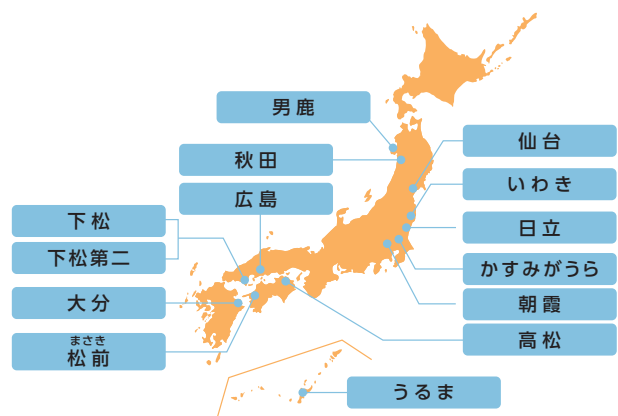 男鹿
秋田
広島
下松
下松第二
大分
まさき
松前
仙台
いわき
日立
かすみがうら
朝霞
高松
うるま